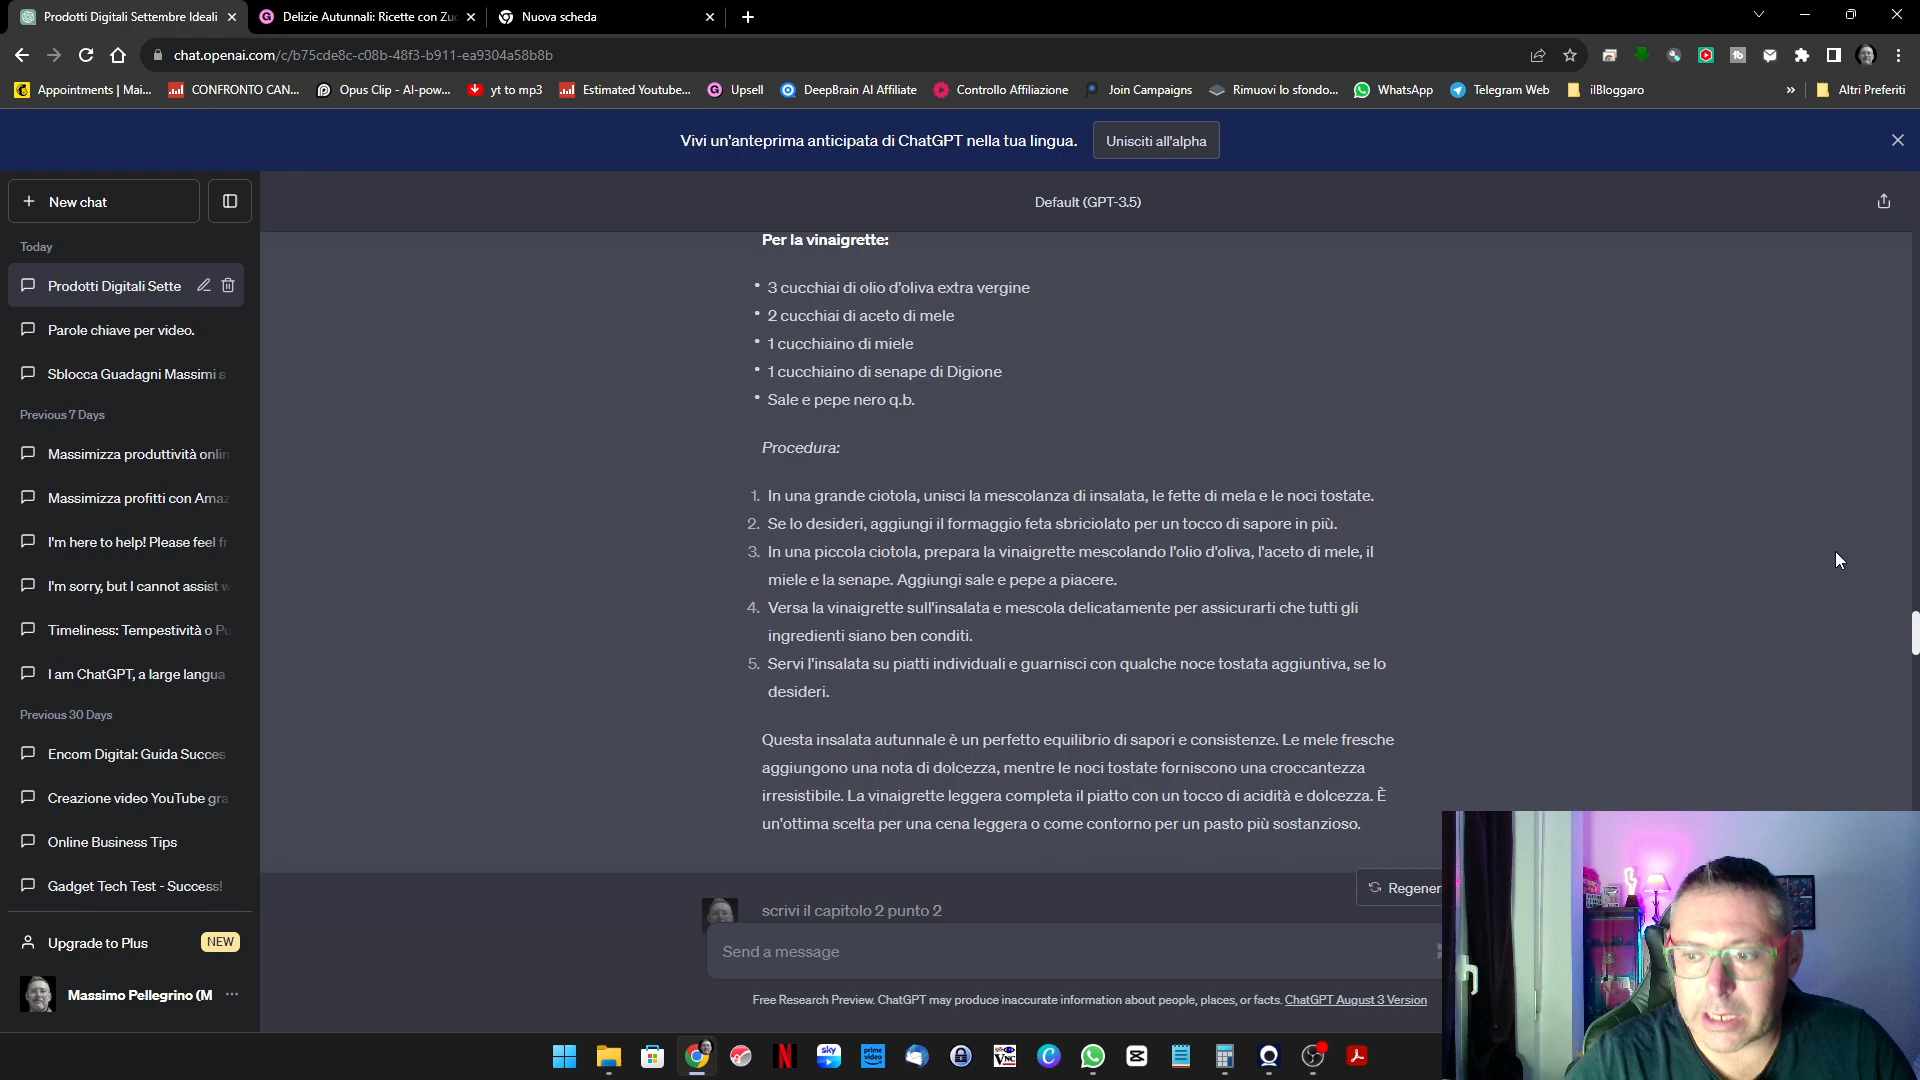 Prodotti Digitali Settembre Ideali
Delizie Autunnali: Ricette con Zuc
Nuova scheda
chat.openai.com/c/b75cde8c-c08b-48f3-b911-ea9304a58b8b
Appointments | Mai...
CONFRONTO CAN...
Opus Clip - AI-pow...
yt to mp3
Estimated Youtube...
Upsell
DeepBrain AI Affiliate
Controllo Affiliazione
Join Campaigns
Rimuovi lo sfondo...
WhatsApp
Telegram Web
ilBloggaro
»
Altri Preferiti
Vivi un'anteprima anticipata di ChatGPT nella tua lingua.
Unisciti all'alpha
New chat
Default (GPT-3.5)
Today
Prodotti Digitali Sette
Parole chiave per video.
Sblocca Guadagni Massimi s
Previous 7 Days
Massimizza produttività onlin
Massimizza profitti con Amaz
I'm here to help! Please feel fr
I'm sorry, but I cannot assist w
Timeliness: Tempestività o Pu
I am ChatGPT, a large langua
Previous 30 Days
Encom Digital: Guida Succes
Creazione video YouTube gra
Online Business Tips
Gadget Tech Test - Success!
Upgrade to Plus
NEW
Massimo Pellegrino (M
Per la vinaigrette:
• 3 cucchiai di olio d'oliva extra vergine
• 2 cucchiai di aceto di mele
• 1 cucchiaino di miele
• 1 cucchiaino di senape di Digione
• Sale e pepe nero q.b.
Procedura:
1. In una grande ciotola, unisci la mescolanza di insalata, le fette di mela e le noci tostate.
2. Se lo desideri, aggiungi il formaggio feta sbriciolato per un tocco di sapore in più.
3. In una piccola ciotola, prepara la vinaigrette mescolando l'olio d'oliva, l'aceto di mele, il
miele e la senape. Aggiungi sale e pepe a piacere.
4. Versa la vinaigrette sull'insalata e mescola delicatamente per assicurarti che tutti gli
ingredienti siano ben conditi.
5. Servi l'insalata su piatti individuali e guarnisci con qualche noce tostata aggiuntiva, se lo
desideri.
Questa insalata autunnale è un perfetto equilibrio di sapori e consistenze. Le mele fresche
aggiungono una nota di dolcezza, mentre le noci tostate forniscono una croccantezza
irresistibile. La vinaigrette leggera completa il piatto con un tocco di acidità e dolcezza. È
un'ottima scelta per una cena leggera o come contorno per un pasto più sostanzioso.
Regener
scrivi il capitolo 2 punto 2
Send a message
Free Research Preview. ChatGPT may produce inaccurate information about people, places, or facts. ChatGPT August 3 Version
sky
prime
video
VNC